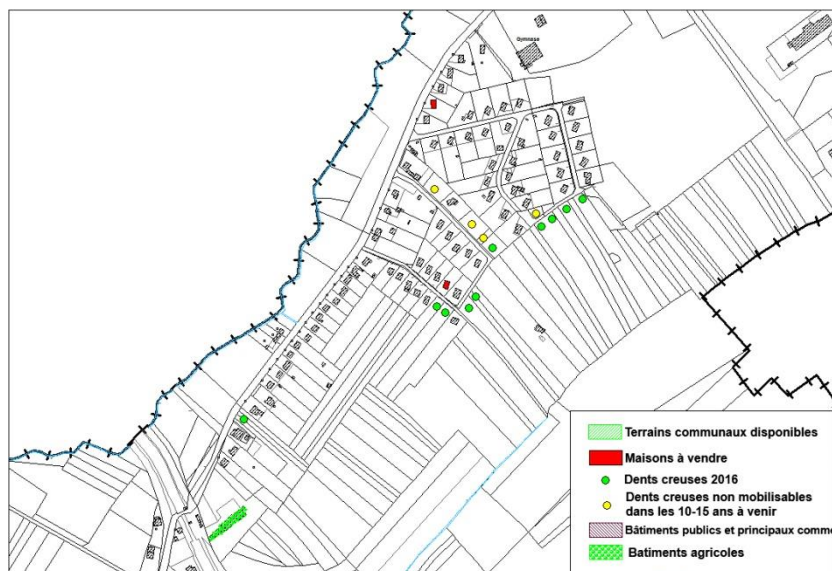 Gymnase
Terrains communaux disponibles
Maisons à vendre
Dents creuses 2016
Dents creuses non mobilisables
dans les 10-15 ans à venir
Bâtiments publics et principaux comme
Batiments agricoles